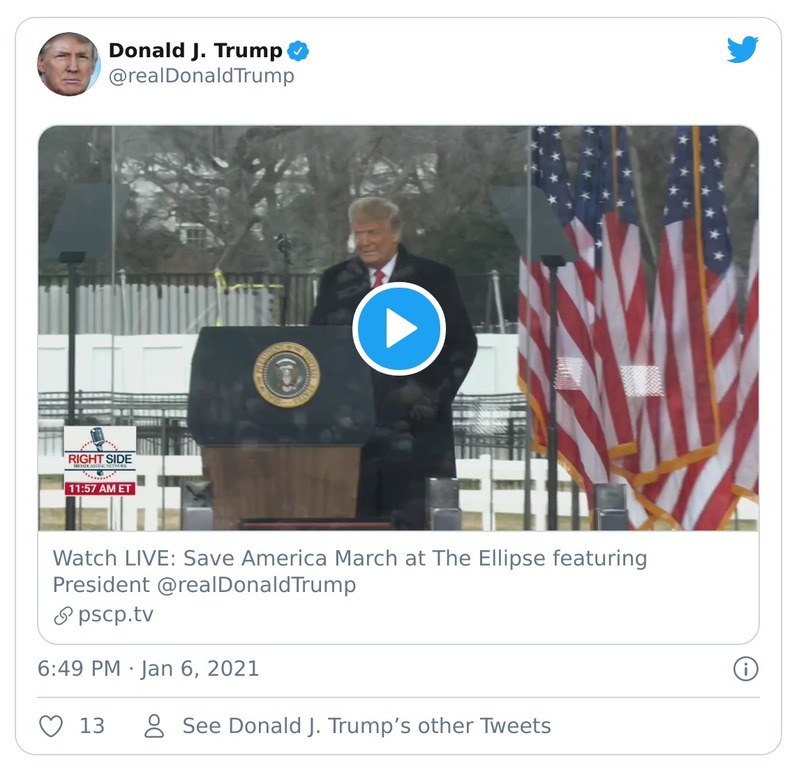 Donald J. Trump
@realDonaldTrump
RIGHT SIDE
BROADCASTING NETWORK
11:57 AM ET
Watch LIVE: Save America March at The Ellipse featuring
President @realDonaldTrump
pscp.tv
6:49 PM · Jan 6, 2021
13
See Donald J. Trump’s other Tweets